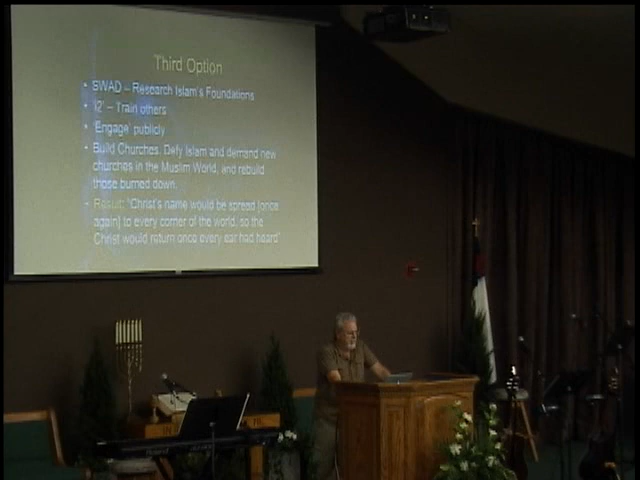 Third Option
• SWAD – Research Islam's Foundations
• 'i2' – Train others
• 'Engage' publicly
• Build Churches. Defy Islam and demand new
churches in the Muslim World, and rebuild
those burned down.
• Result: "Christ's name would be spread [once
again] to every corner of the world, so the
Christ would return once every ear had heard"